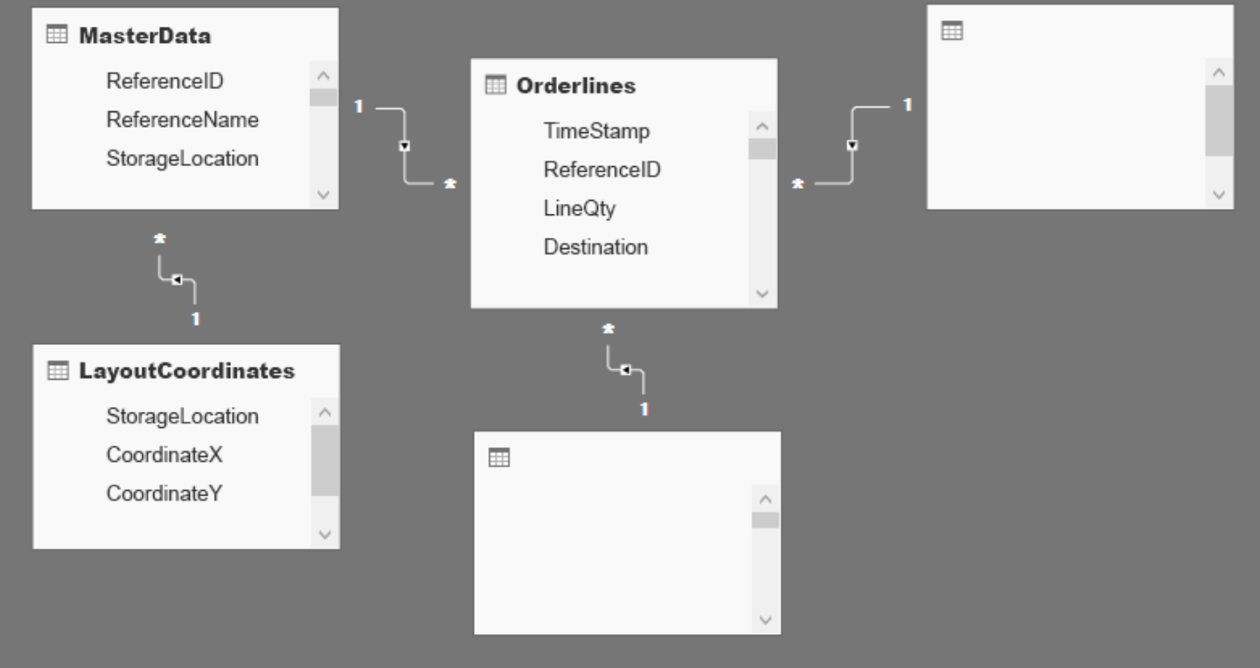 MasterData
ReferenceID
ReferenceName
StorageLocation
1
*
Orderlines
TimeStamp
ReferenceID
LineQty
Destination
1
*
*
1
LayoutCoordinates
StorageLocation
CoordinateX
CoordinateY
*
1